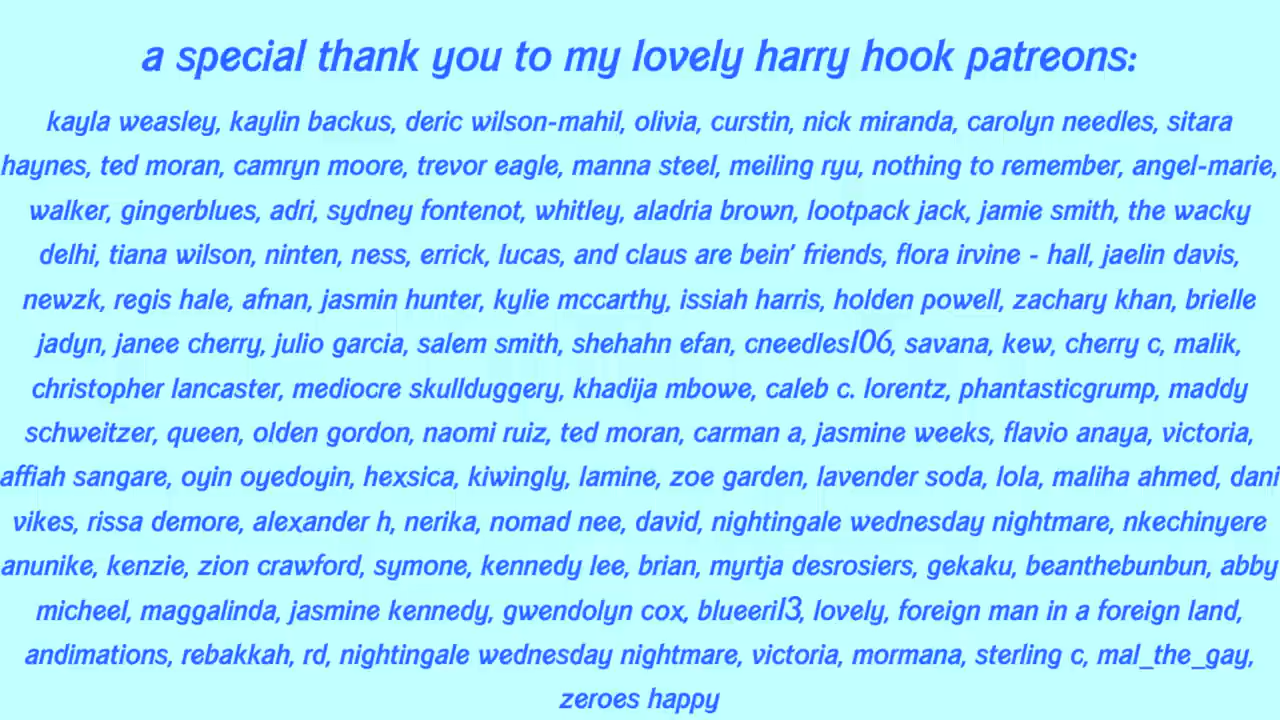 a special thank you to my lovely harry hook patreons:
kayla weasley, kaylin backus, deric wilson-mahil, olivia, curstin, nick miranda, carolyn needles, sitara
haynes, ted moran, camryn moore, trevor eagle, manna steel, meiling ryu, nothing to remember, angel-marie,
walker, gingerblues, adri, sydney fontenot, whitley, aladria brown, lootpack jack, jamie smith, the wacky
delhi, tiana wilson, ninten, ness, errick, lucas, and claus are bein' friends, flora irvine - hall, jaelin davis,
newzk, regis hale, afnan, jasmin hunter, kylie mccarthy, issiah harris, holden powell, zachary khan, brielle
jadyn, janee cherry, julio garcia, salem smith, shehahn efan, cneedles106, savana, kew, cherry c, malik,
christopher lancaster, mediocre skullduggery, khadija mbowe, caleb c. lorentz, phantasticgrump, maddy
schweitzer, queen, olden gordon, naomi ruiz, ted moran, carman a, jasmine weeks, flavio anaya, victoria,
affiah sangare, oyin oyedoyin, hexsica, kiwingly, lamine, zoe garden, lavender soda, lola, maliha ahmed, dani
vikes, rissa demore, alexander h, nerika, nomad nee, david, nightingale wednesday nightmare, nkechinyere
anunike, kenzie, zion crawford, symone, kennedy lee, brian, myrtja desrosiers, gekaku, beanthebunbun, abby
micheel, maggalinda, jasmine kennedy, gwendolyn cox, blueeri13, lovely, foreign man in a foreign land,
andimations, rebakkah, rd, nightingale wednesday nightmare, victoria, mormana, sterling c, mal_the_gay,
zeroes happy